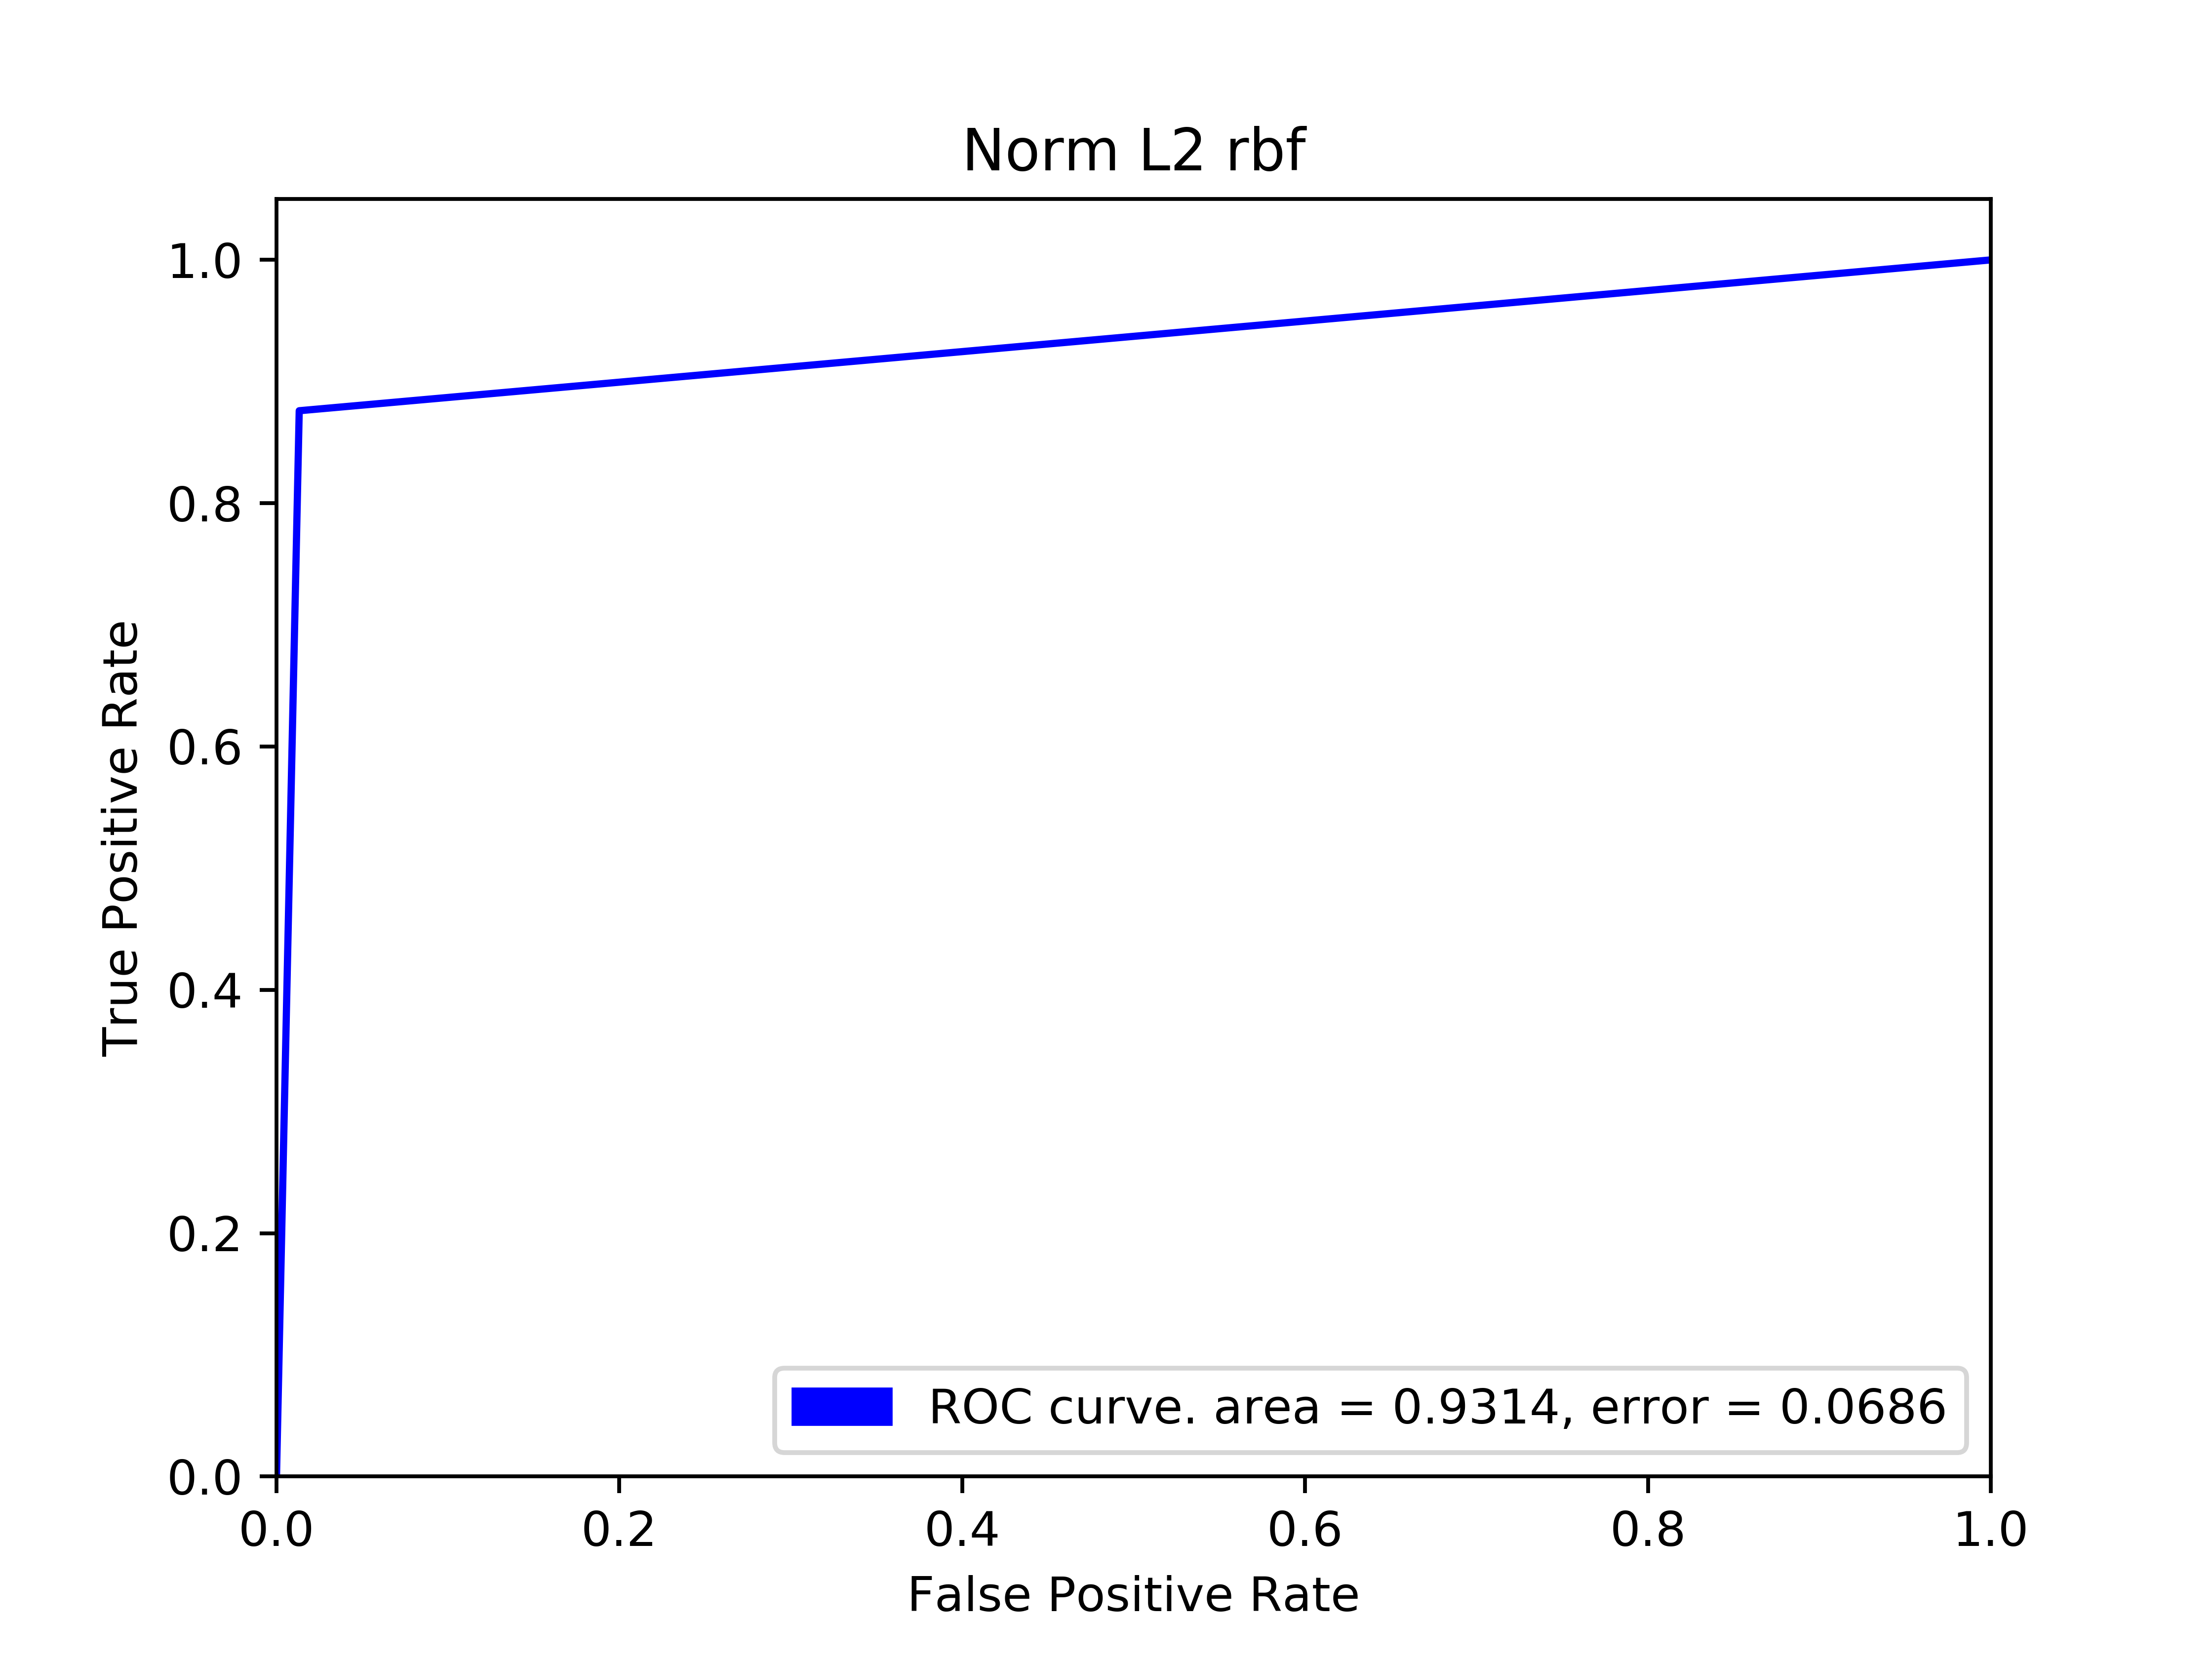 Norm L2 rbf
1.0
0.8
0.6
0.4
0.2
0.0
True Positive Rate
ROC curve. area = 0.9314, error = 0.0686
0.0 0.2 0.4 0.6 0.8 1.0
False Positive Rate